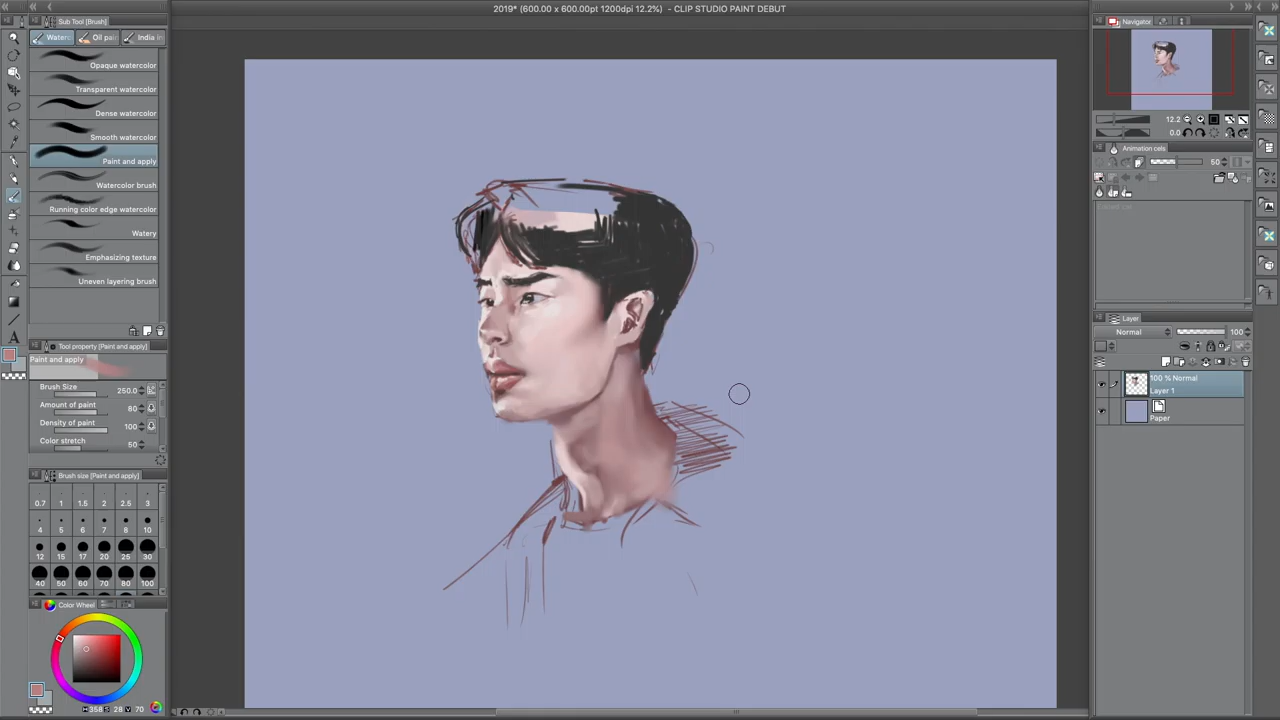 2019* (600.00 x 600.00pt 1200dpi 12.2%) - CLIP STUDIO PAINT DEBUT
Sub Tool [Brush]
Waterc
Oil pai
India in
Opaque watercolor
Transparent watercolor
Dense watercolor
Smooth watercolor
Paint and apply
Watercolor brush
Running color edge watercolor
Watery
Emphasizing texture
Uneven layering brush
Tool property [Paint and apply]
Paint and apply
Brush Size 250.0
Amount of paint 80
Density of paint 100
Color stretch 50
Brush size [Paint and apply]
0.7 1 1.5 2 2.5 3
4 5 6 7 8 10
12 15 17 20 25 30
40 50 60 70 80 100
Color Wheel
H 358 S 28 V 70
Navigator
12.2
0.0
Animation cels
50
Layer
Normal 100
100 % Normal
Layer 1
Paper